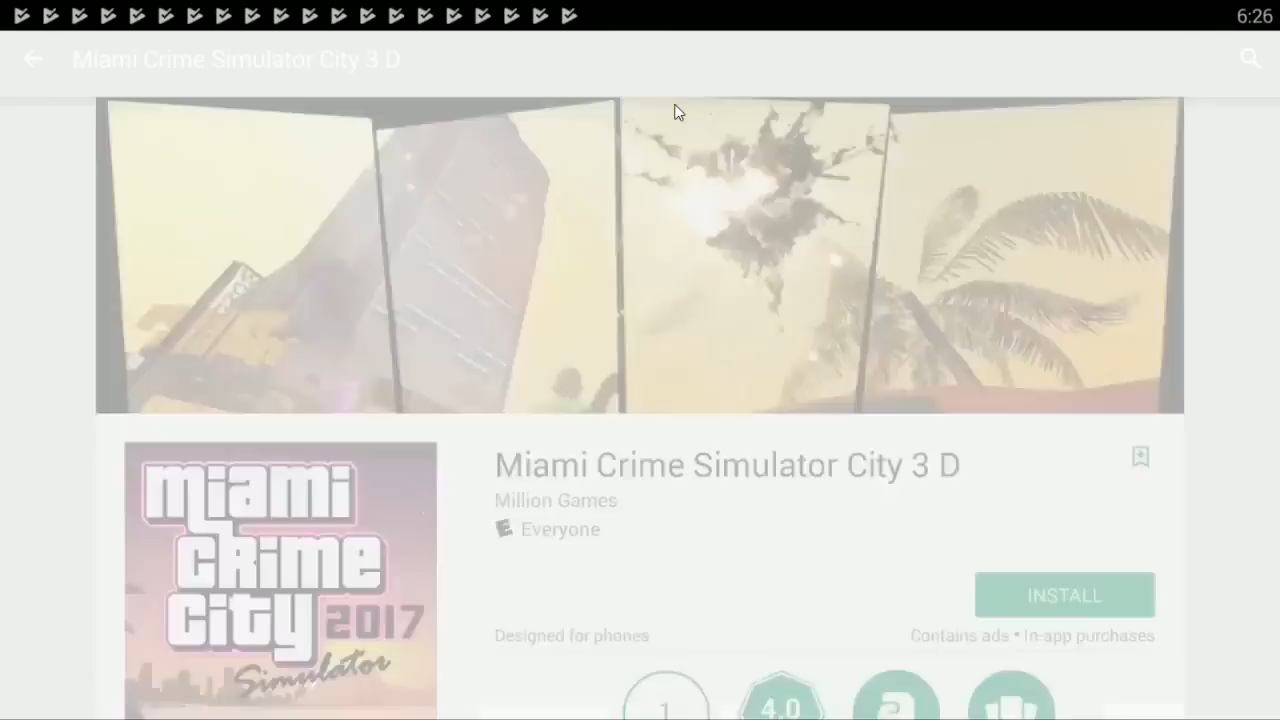 6:26
Miami Crime Simulator City 3 D
Miami Crime Simulator City 3 D
Million Games
E Everyone
INSTALL
Designed for phones
Contains ads • In-app purchases
miami
crime
city 2017
Simulator
1
4.0